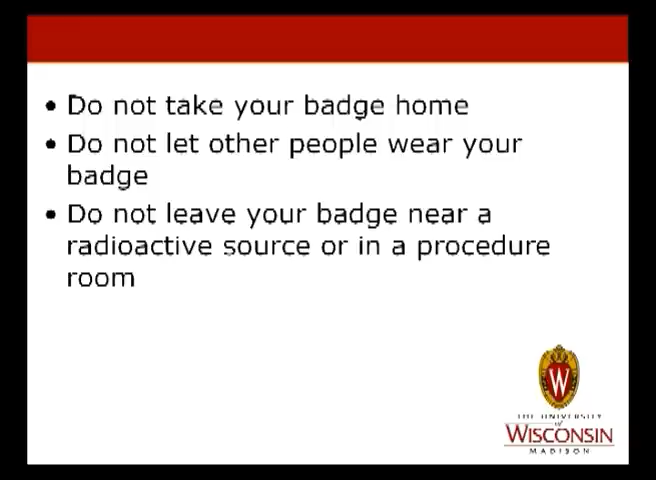 • Do not take your badge home
• Do not let other people wear your
badge
• Do not leave your badge near a
radioactive source or in a procedure
room
W
THE UNIVERSITY
of
WISCONSIN
MADISON